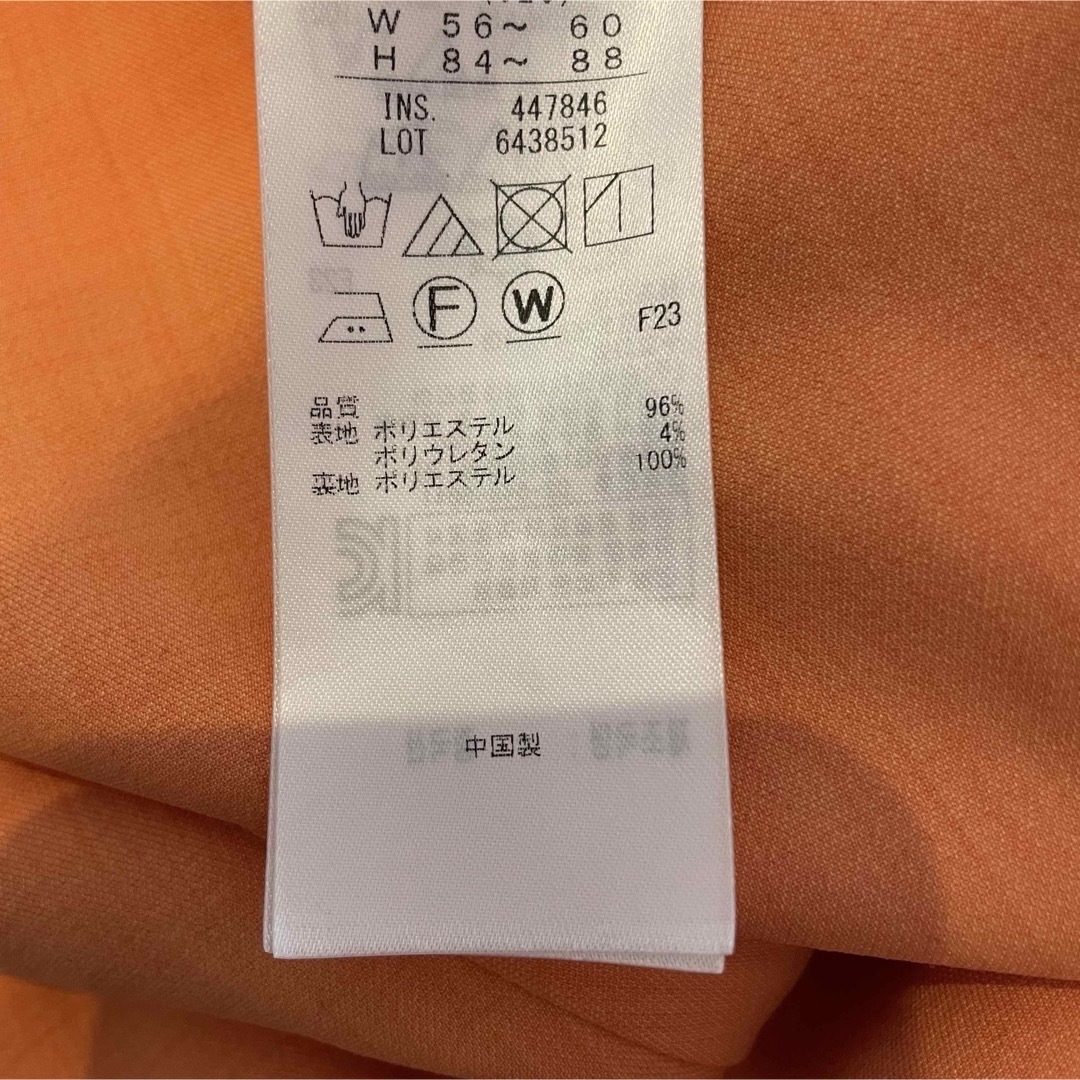 W 56～ 60
H 84～ 88
INS. 447846
LOT 6438512
F W F23
品質 96%
表地 ポリエステル 4%
ポリウレタン 100%
裏地 ポリエステル
中国製